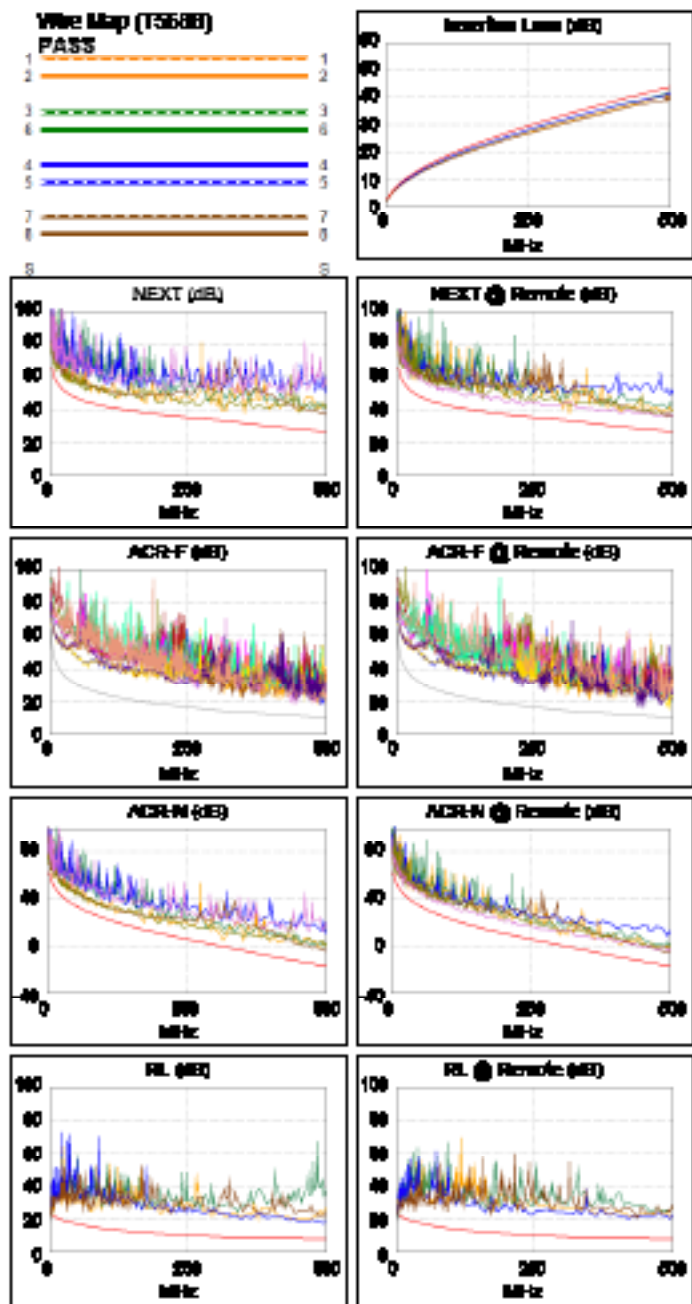 Wire Map (T568B)
PASS
1 1
2 2
3 3
6 6
4 4
5 5
7 7
8 8
S S
Insertion Loss (dB)
60
50
40
30
20
10
0
0 250 500
MHz
NEXT (dB)
100
80
60
40
20
0
0 250 500
MHz
NEXT @ Remote (dB)
100
80
60
40
20
0
0 250 500
MHz
ACR-F (dB)
100
80
60
40
20
0
0 250 500
MHz
ACR-F @ Remote (dB)
100
80
60
40
20
0
0 250 500
MHz
ACR-N (dB)
80
40
0
-40
0 250 500
MHz
ACR-N @ Remote (dB)
80
40
0
-40
0 250 500
MHz
RL (dB)
100
80
60
40
20
0
0 250 500
MHz
RL @ Remote (dB)
100
80
60
40
20
0
0 250 500
MHz